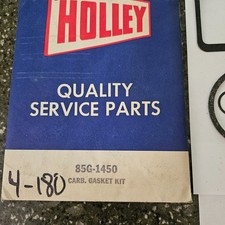 HOLLEY
QUALITY
SERVICE PARTS
85G-1450
CARB. GASKET KIT
4-180